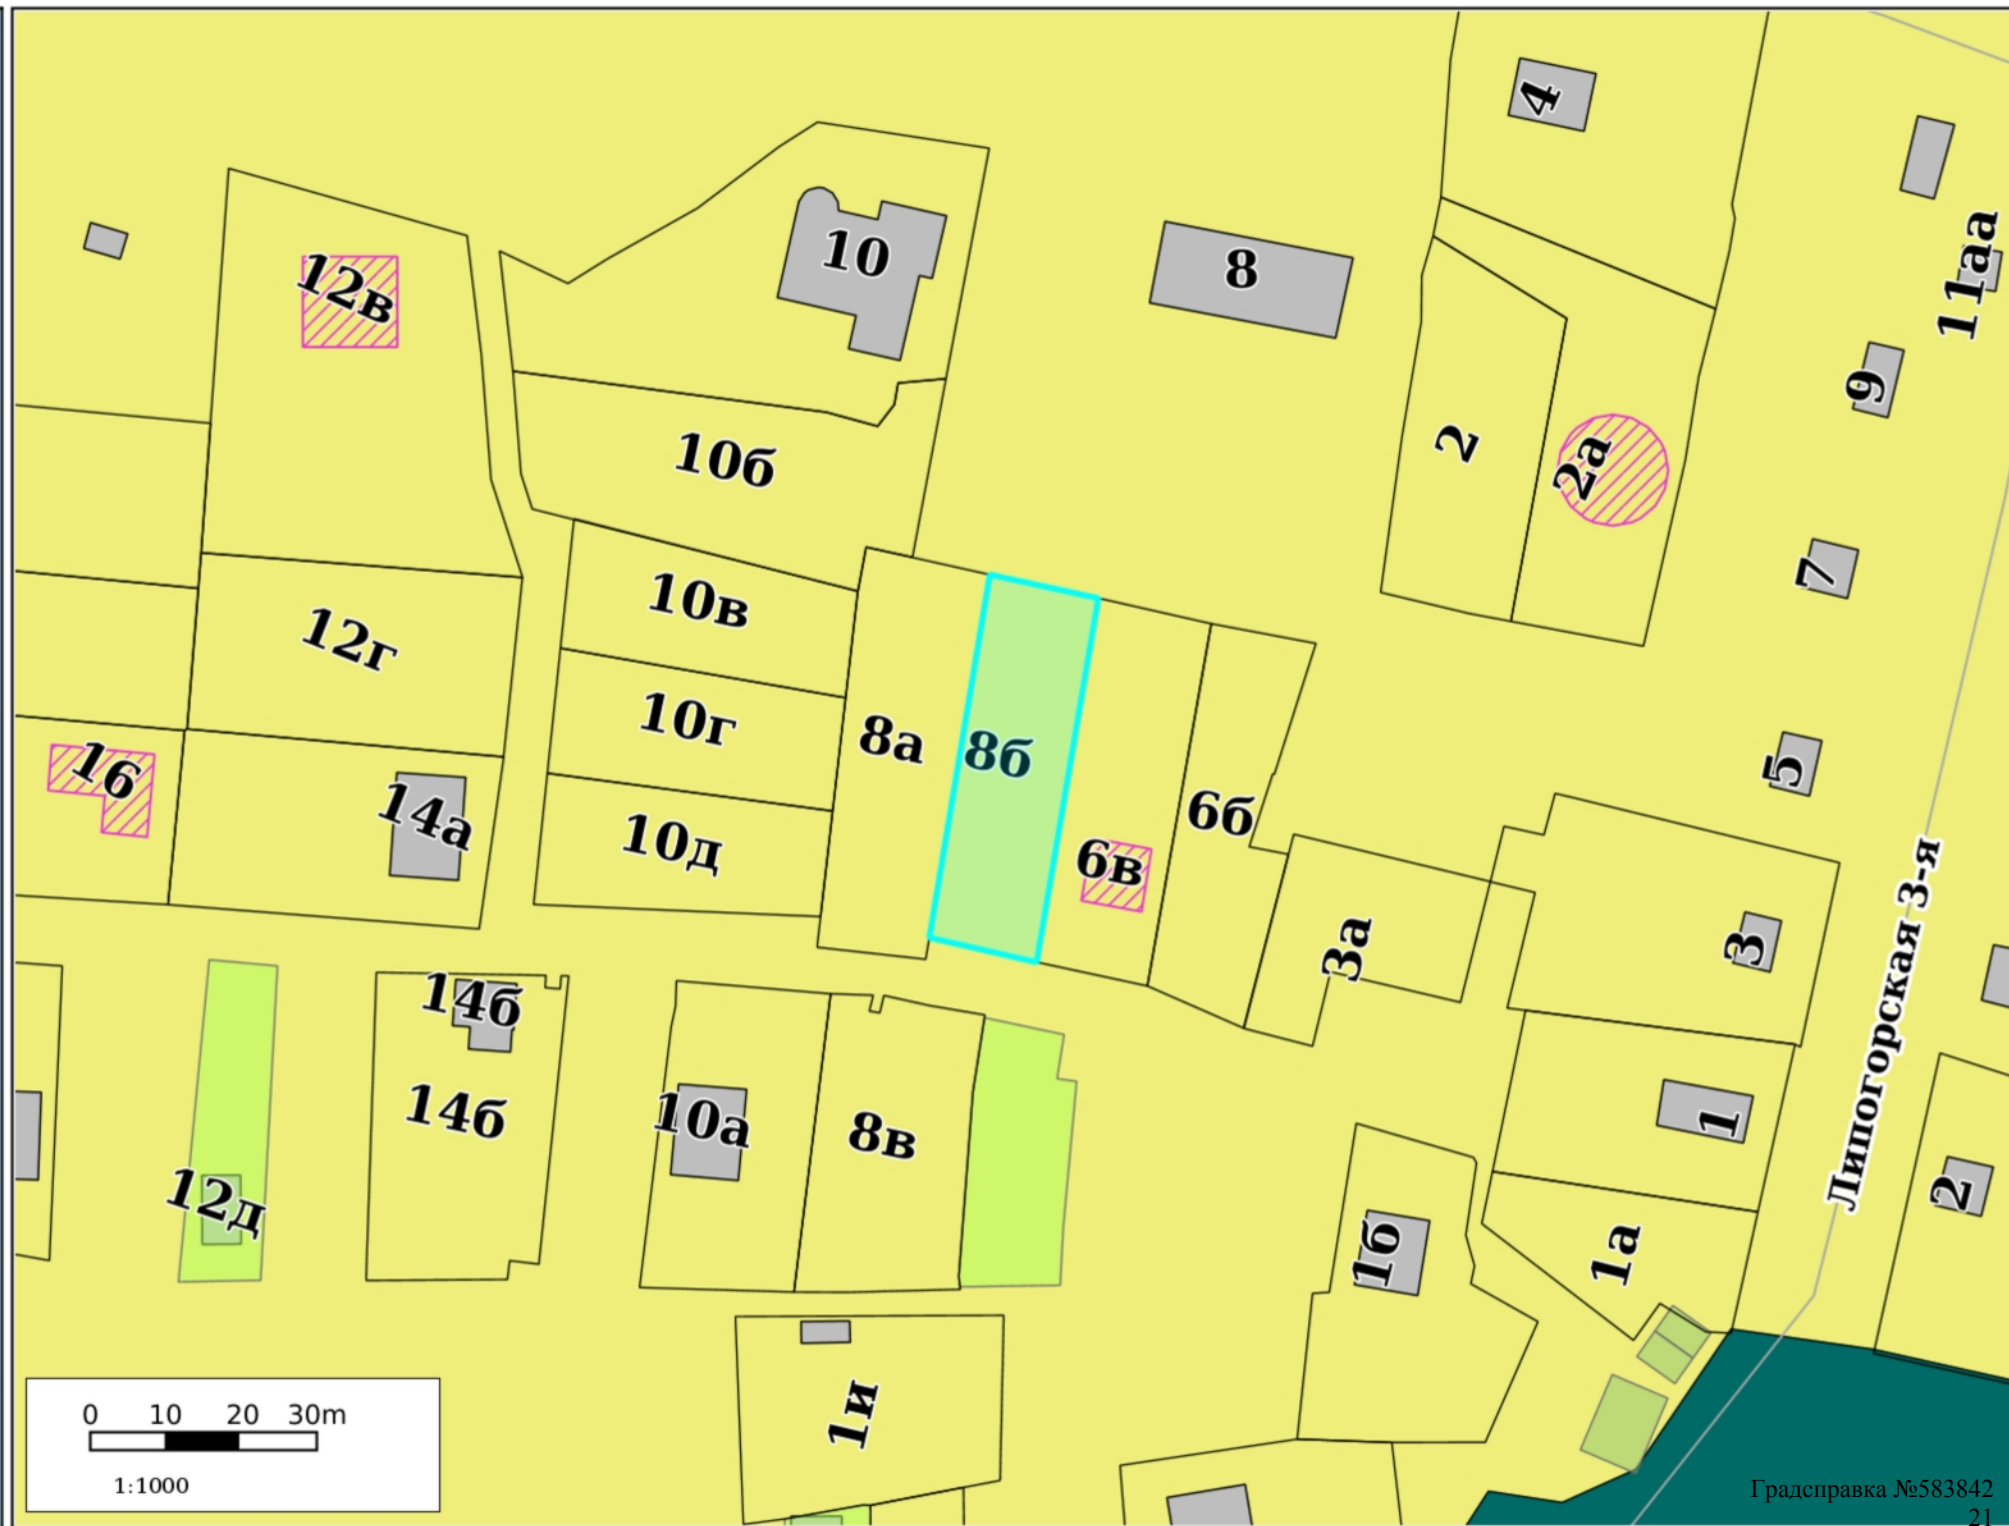 4
11аа
12в
10
8
9
10б
2
2а
7
10в
12г
10г
8а
8б
5
16
14а
10д
6б
6в
3а
3
14б
14б
10а
8в
1
Липогорская 3-я
12д
2
1б
1а
1и
0 10 20 30m
1:1000
Градсправка №583842
21